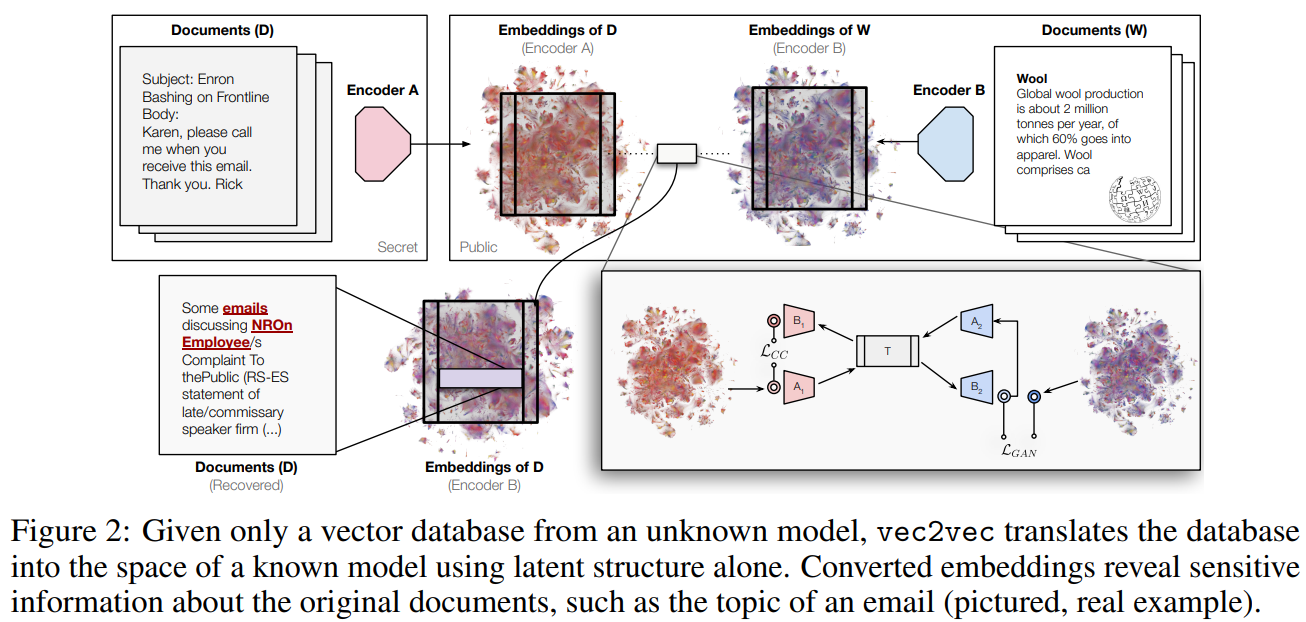 Documents (D)
Subject: Enron
Bashing on Frontline
Body:
Karen, please call
me when you
receive this email.
Thank you. Rick
Encoder A
Secret
Public
Embeddings of D
(Encoder A)
Embeddings of W
(Encoder B)
Encoder B
Documents (W)
Wool
Global wool production
is about 2 million
tonnes per year, of
which 60% goes into
apparel. Wool
comprises ca
Some emails
discussing NROn
Employee/s
Complaint To
thePublic (RS-ES
statement of
late/commissary
speaker firm (...)
Documents (D)
(Recovered)
Embeddings of D
(Encoder B)
B1
A2
ℒCC
T
A1
B2
ℒGAN
Figure 2: Given only a vector database from an unknown model, vec2vec translates the database
into the space of a known model using latent structure alone. Converted embeddings reveal sensitive
information about the original documents, such as the topic of an email (pictured, real example).